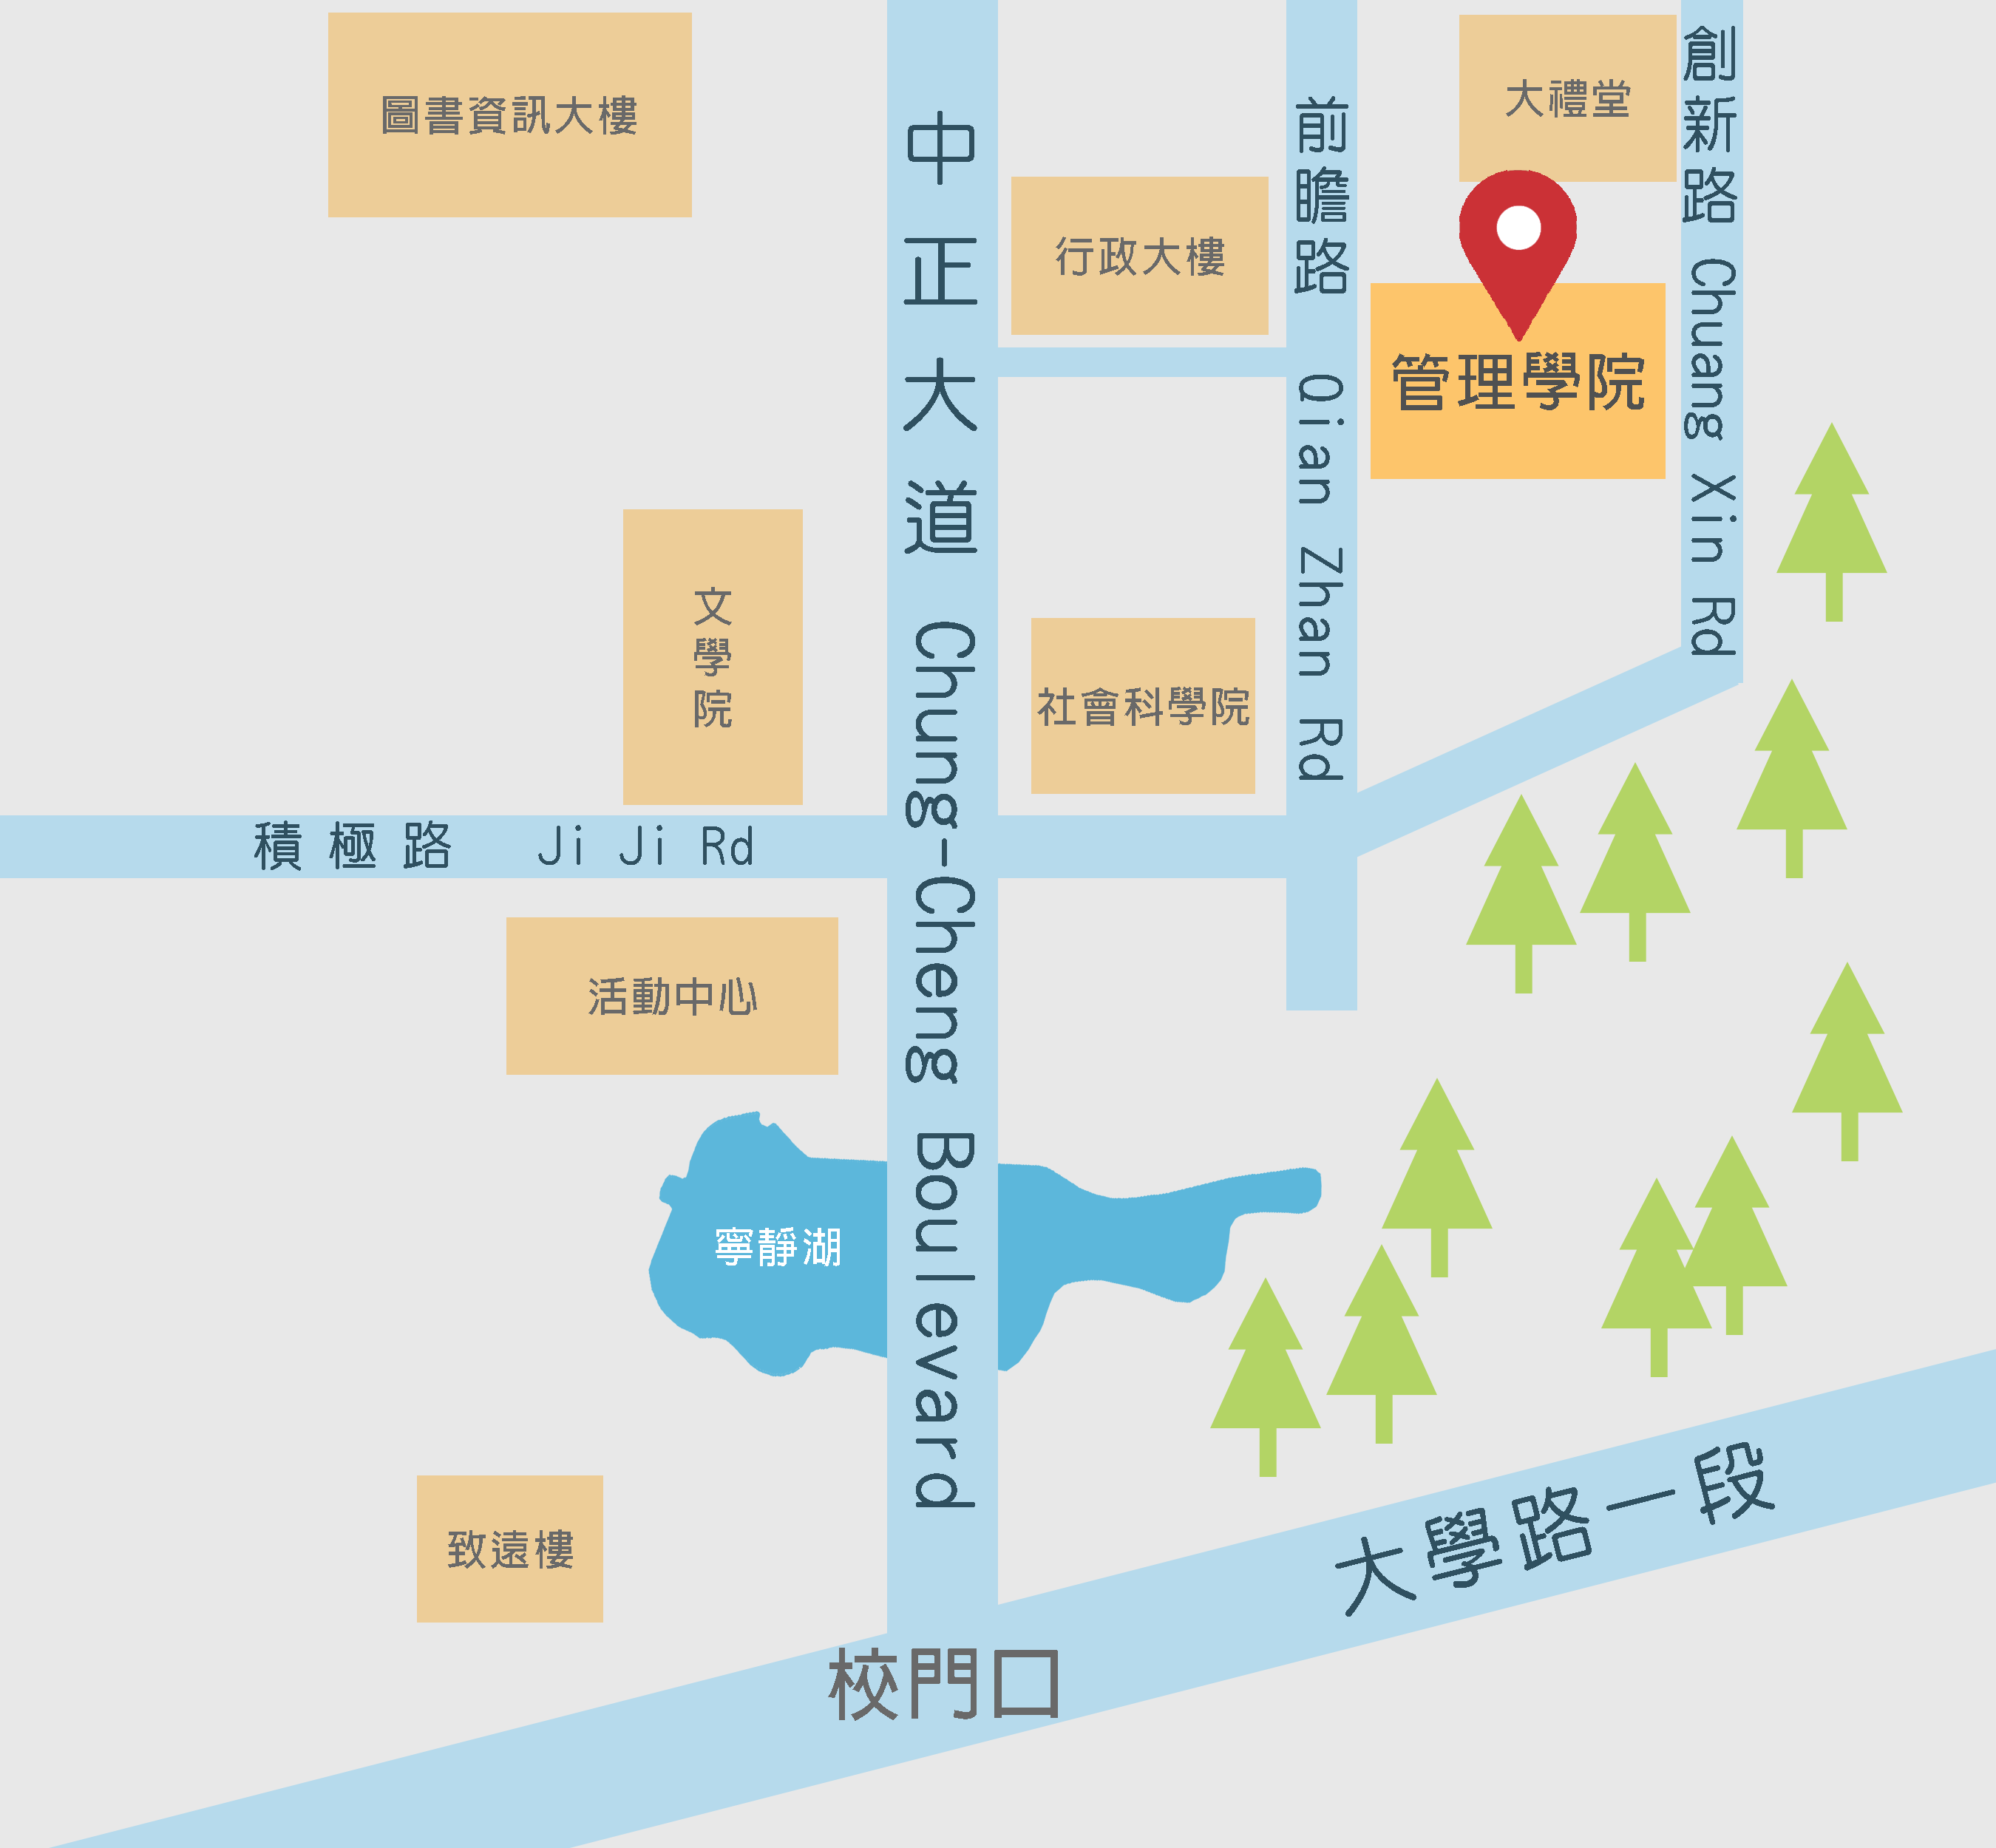 圖書資訊大樓
大禮堂
行政大樓
管理學院
文學院
社會科學院
中正大道 Chung-Cheng Boulevard
前瞻路 Qian Zhan Rd
創新路 Chuang Xin Rd
積極路 Ji Ji Rd
活動中心
寧靜湖
致遠樓
大學路一段
校門口